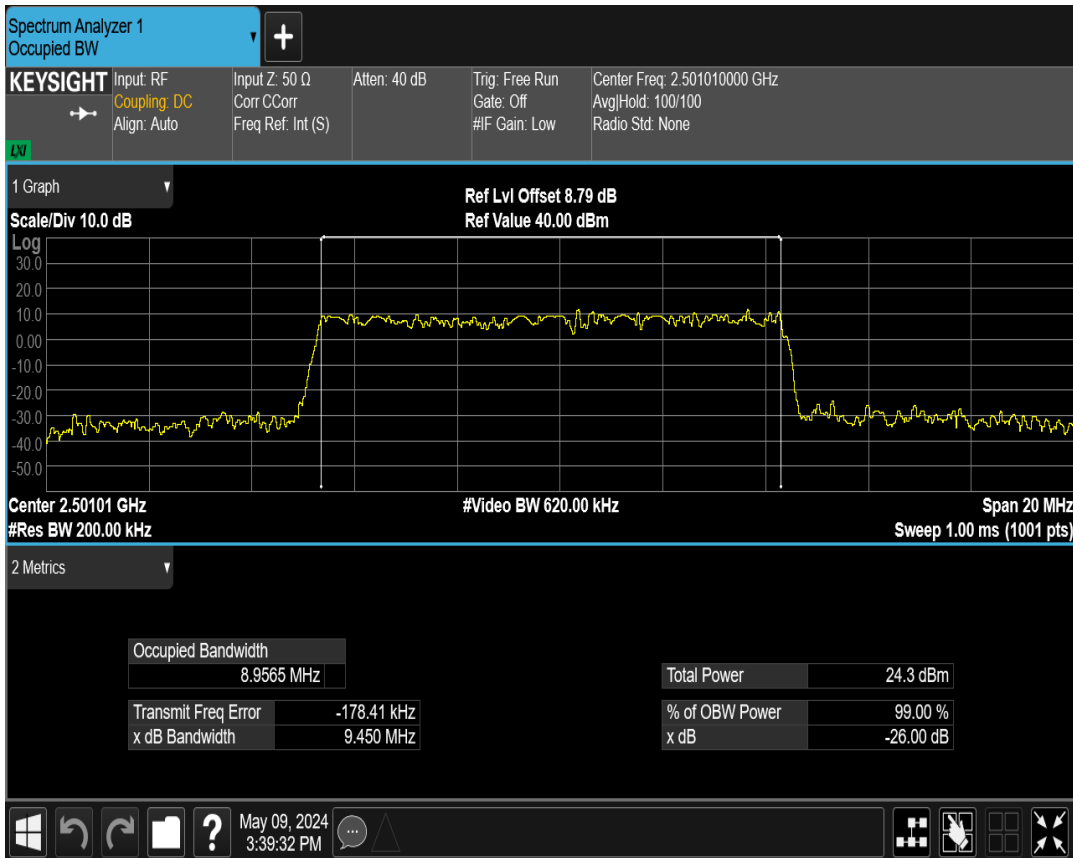 Spectrum Analyzer 1
Occupied BW
+
KEYSIGHT
Input: RF
Coupling: DC
Align: Auto
Input Z: 50 Ω
Corr CCorr
Freq Ref: Int (S)
Atten: 40 dB
Trig: Free Run
Gate: Off
#IF Gain: Low
Center Freq: 2.501010000 GHz
Avg|Hold: 100/100
Radio Std: None
LXI
1 Graph
Scale/Div 10.0 dB
Ref Lvl Offset 8.79 dB
Ref Value 40.00 dBm
Log
30.0
20.0
10.0
0.00
-10.0
-20.0
-30.0
-40.0
-50.0
Center 2.50101 GHz
#Video BW 620.00 kHz
Span 20 MHz
#Res BW 200.00 kHz
Sweep 1.00 ms (1001 pts)
2 Metrics
Occupied Bandwidth
8.9565 MHz
Total Power 24.3 dBm
Transmit Freq Error -178.41 kHz
% of OBW Power 99.00 %
x dB Bandwidth 9.450 MHz
x dB -26.00 dB
?
May 09, 2024
3:39:32 PM